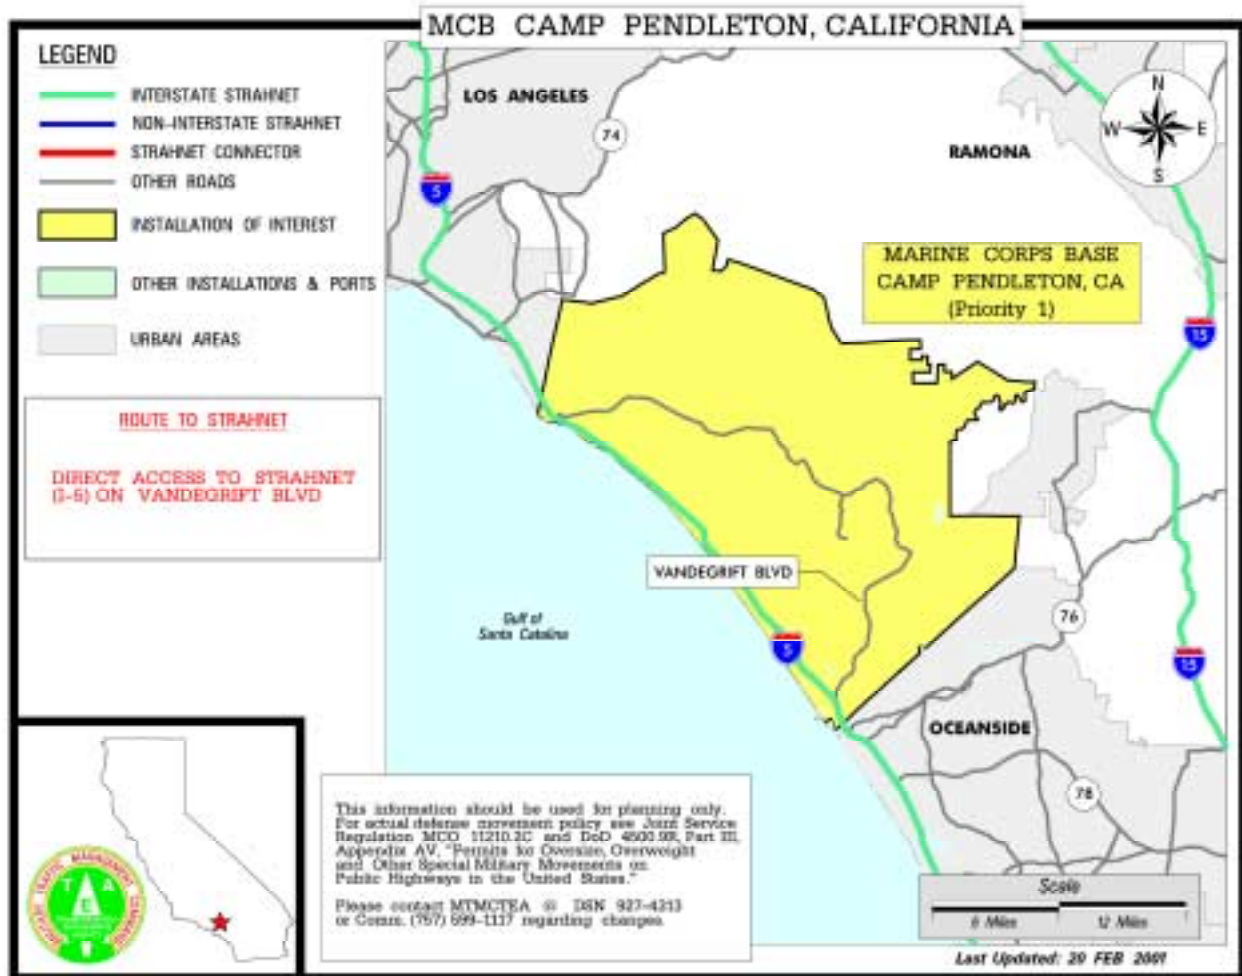 MCB CAMP PENDLETON, CALIFORNIA
LEGEND
INTERSTATE STRAHNET
NON-INTERSTATE STRAHNET
STRAHNET CONNECTOR
OTHER ROADS
INSTALLATION OF INTEREST
OTHER INSTALLATIONS & PORTS
URBAN AREAS
ROUTE TO STRAHNET
DIRECT ACCESS TO STRAHNET
(I-5) ON VANDEGRIFT BLVD
LOS ANGELES
74
RAMONA
N
W
E
S
5
MARINE CORPS BASE
CAMP PENDLETON, CA
(Priority 1)
15
VANDEGRIFT BLVD
Gulf of
Santa Catalina
76
5
15
OCEANSIDE
78
This information should be used for planning only.
For actual defense movement policy see Joint Service
Regulation MCO 11210.2C and DoD 4500.9R, Part III,
Appendix AV, "Permits for Oversize, Overweight
and Other Special Military Movements on
Public Highways in the United States."
Please contact MTMCTEA @ DSN 927-4313
or Comm. (757) 599-1117 regarding changes.
Scale
6 Miles
12 Miles
Last Updated: 20 FEB 2001
MILITARY TRAFFIC MANAGEMENT COMMAND
T E A